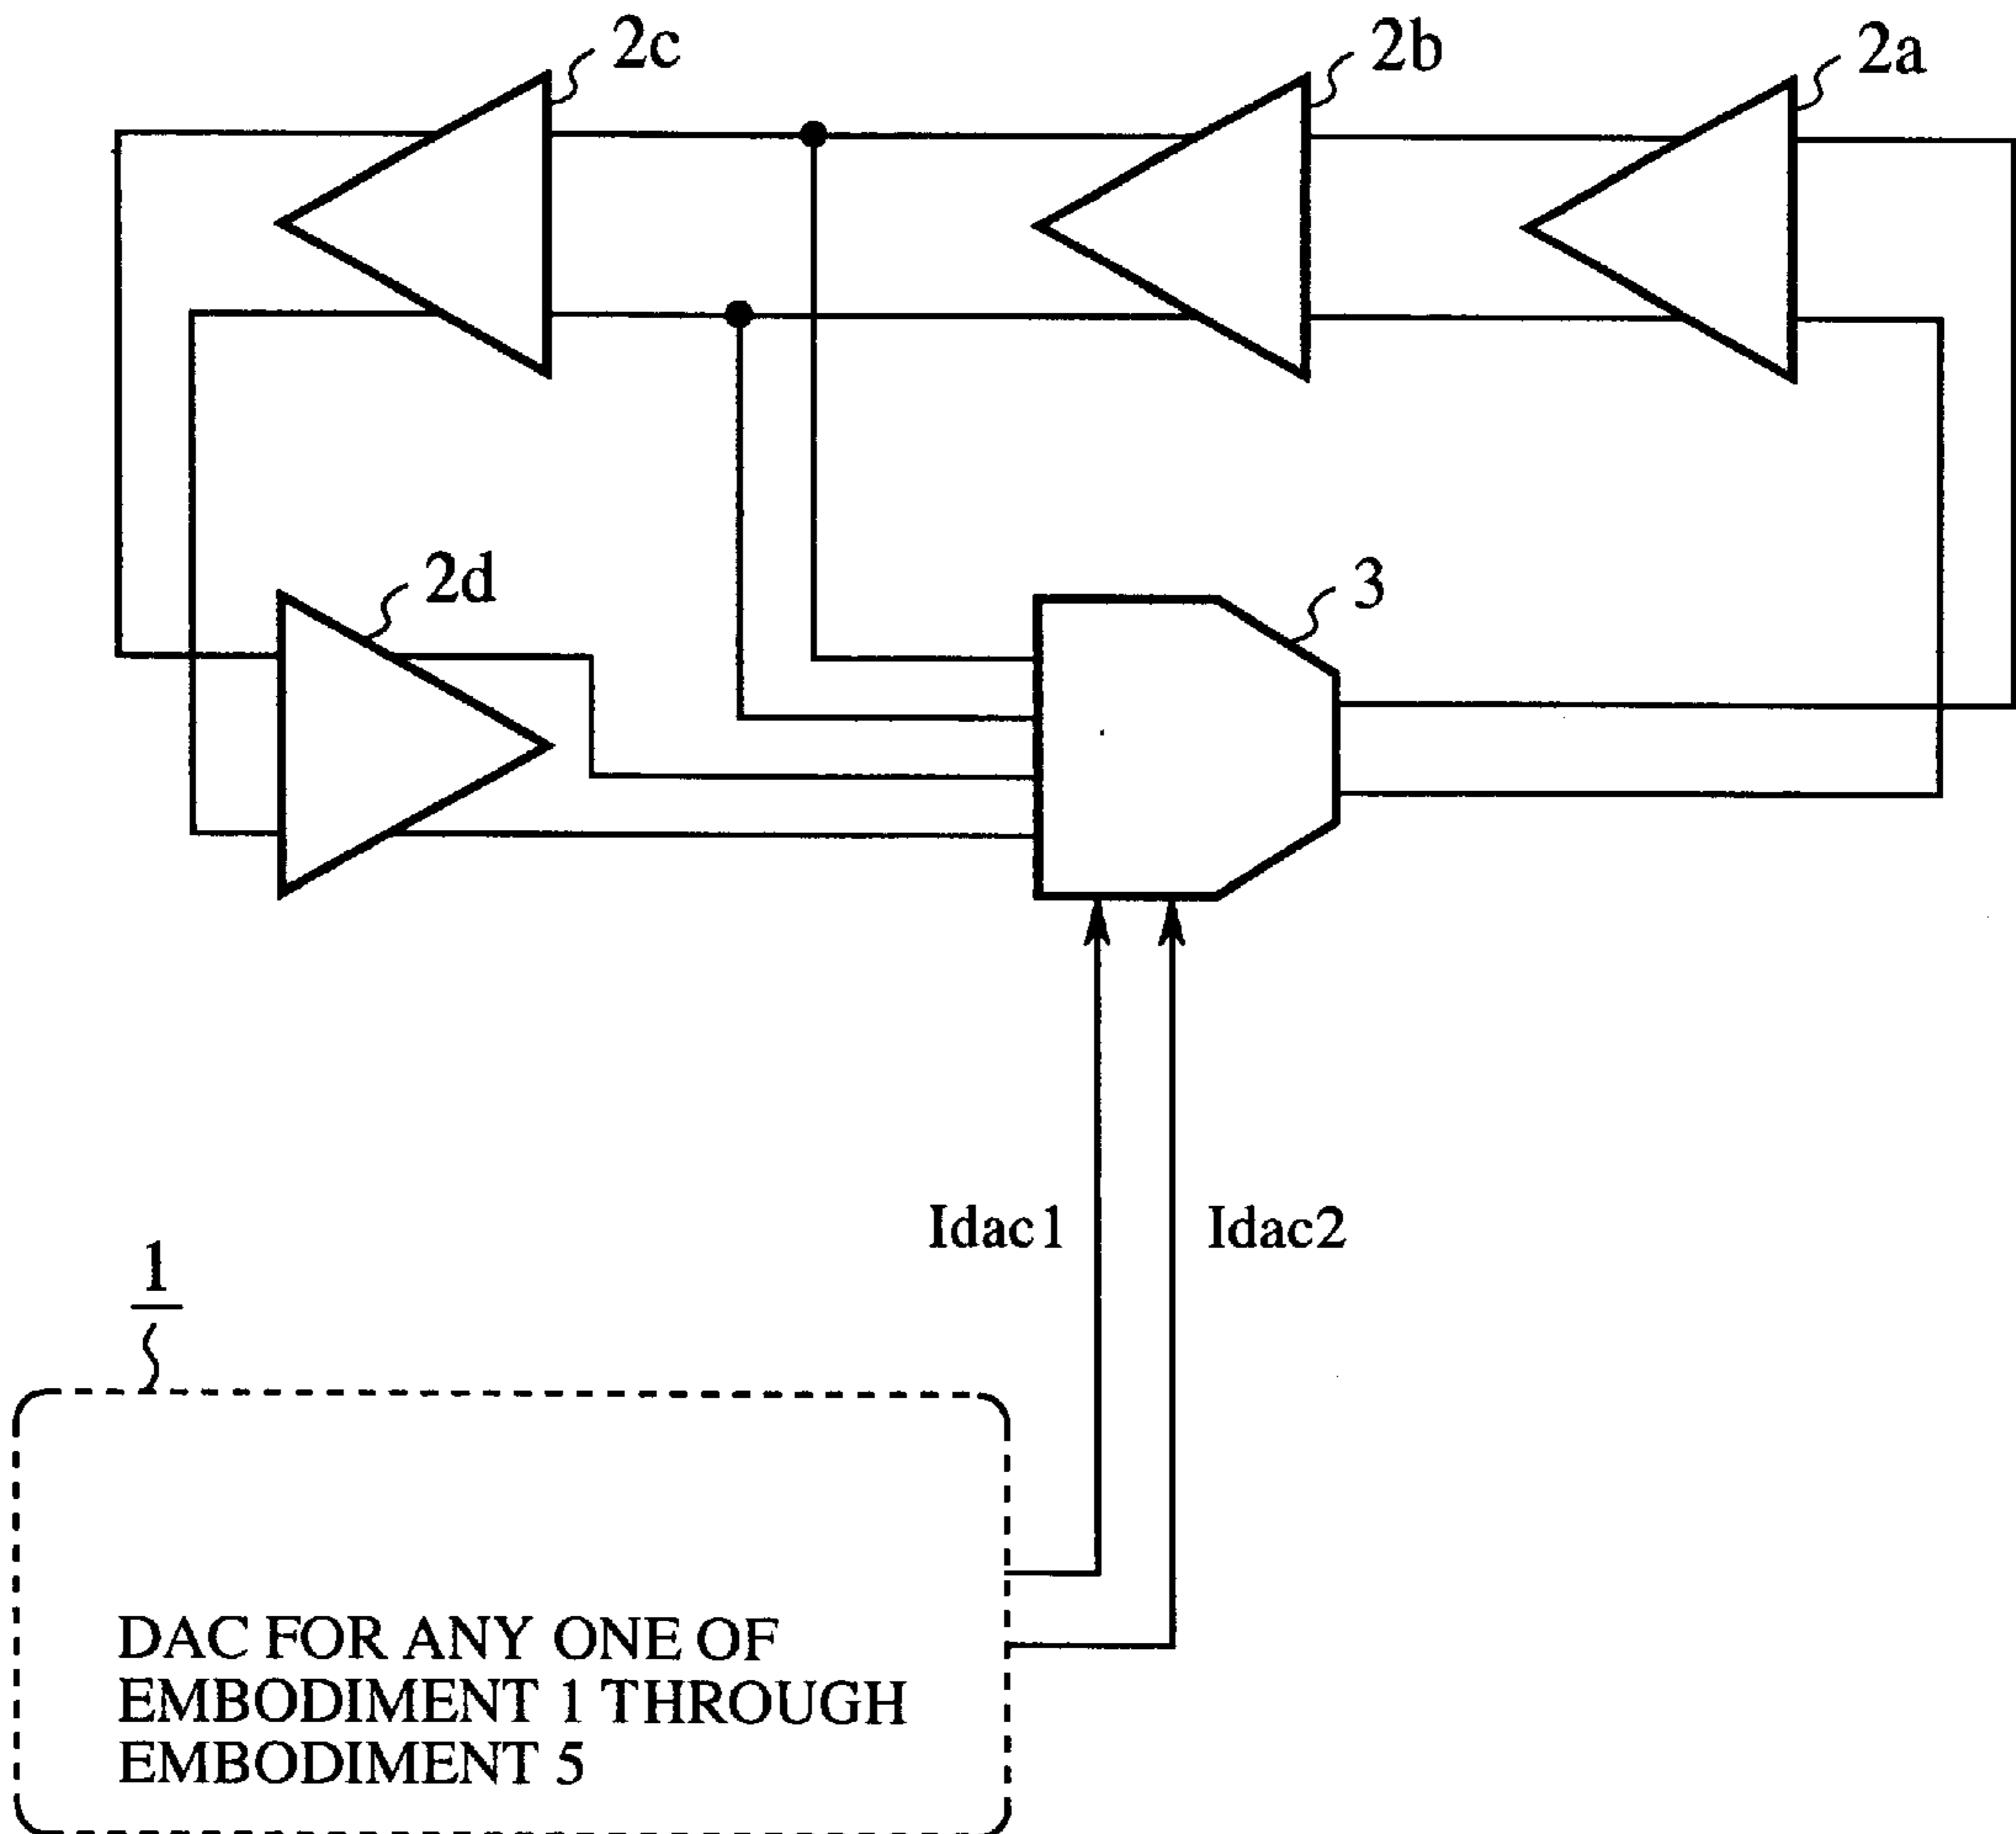 2c
2b
2a
2d
3
Idac1
Idac2
1
DAC FOR ANY ONE OF
EMBODIMENT 1 THROUGH
EMBODIMENT 5